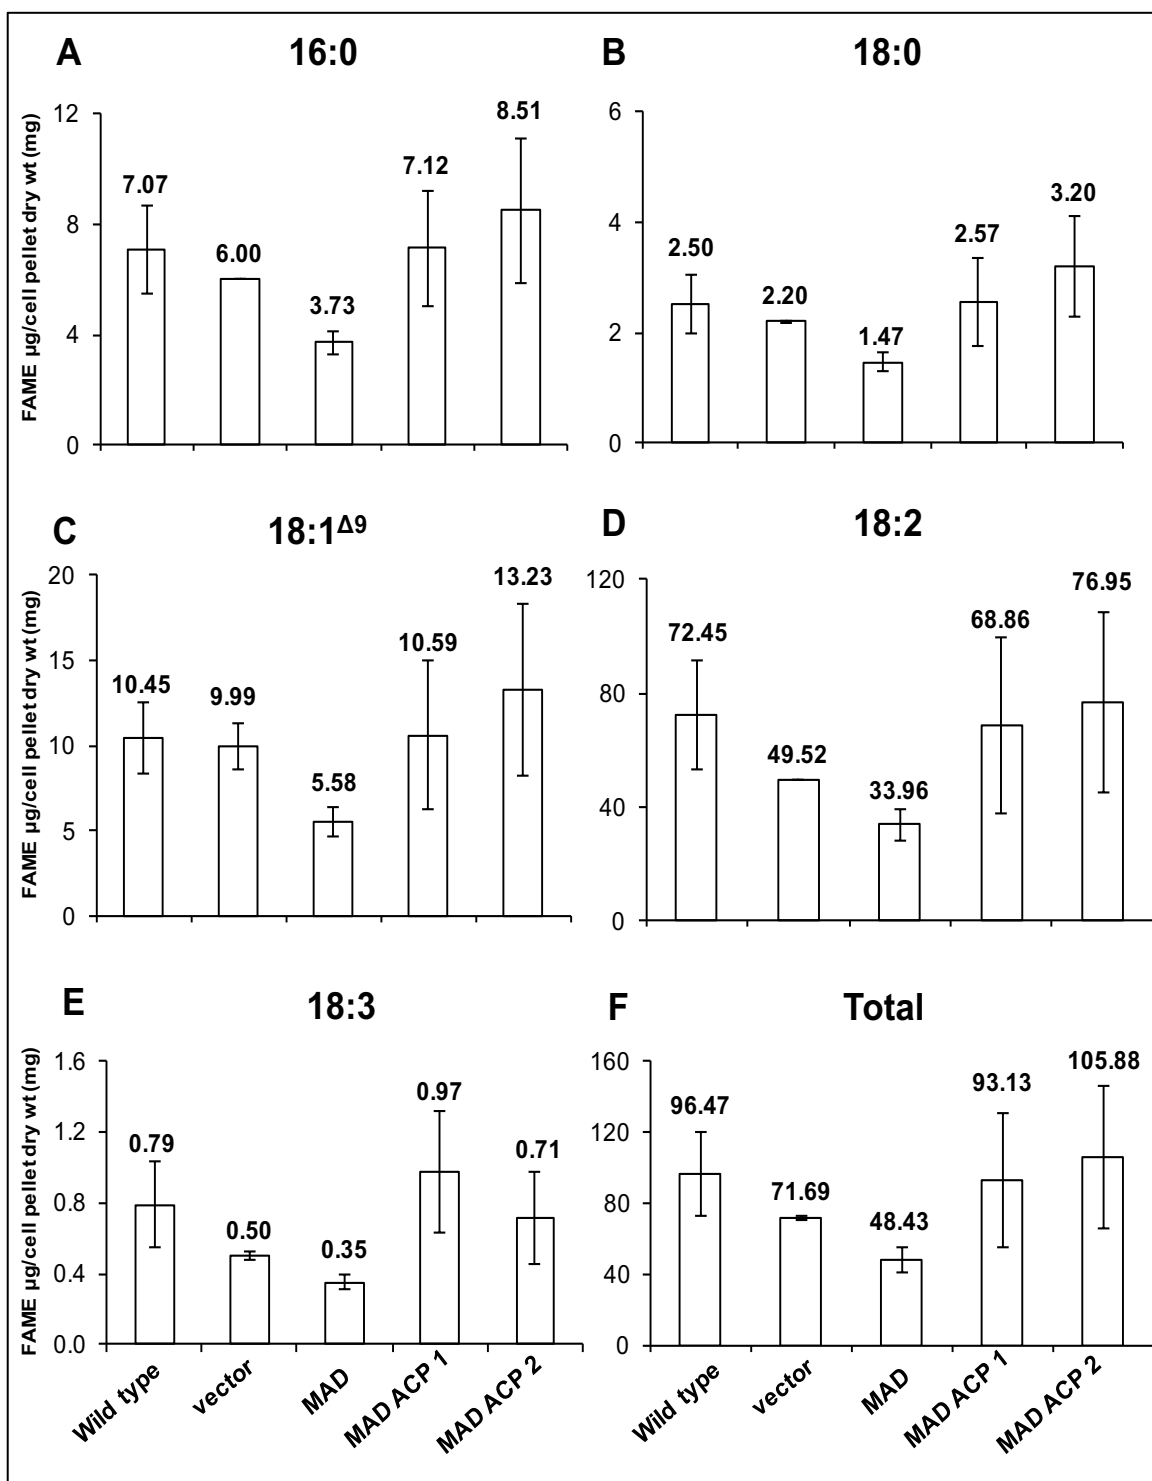 A
16:0
FAME µg/cell pellet dry wt (mg)
12
8
4
0
7.07
6.00
3.73
7.12
8.51
B
18:0
6
4
2
0
2.50
2.20
1.47
2.57
3.20
C
18:1Δ9
FAME µg/cell pellet dry wt (mg)
20
15
10
5
0
10.45
9.99
5.58
10.59
13.23
D
18:2
120
80
40
0
72.45
49.52
33.96
68.86
76.95
E
18:3
FAME µg/cell pellet dry wt (mg)
1.6
1.2
0.8
0.4
0.0
0.79
0.50
0.35
0.97
0.71
Wild type
vector
MAD
MAD ACP 1
MAD ACP 2
F
Total
160
120
80
40
0
96.47
71.69
48.43
93.13
105.88
Wild type
vector
MAD
MAD ACP 1
MAD ACP 2